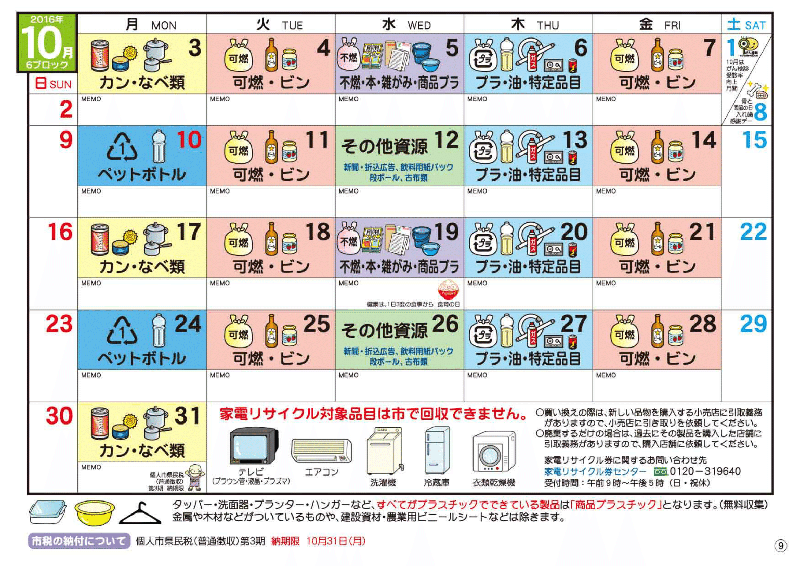 2016年
10月
6ブロック
月 MON
火 TUE
水 WED
木 THU
金 FRI
土 SAT
日 SUN
2
3
カン・なべ類
MEMO
4
可燃
可燃・ビン
MEMO
5
不燃
不燃・本・雑がみ・商品プラ
MEMO
6
プラ
プラ・油・特定品目
MEMO
7
可燃
可燃・ビン
MEMO
1
10月は
がん検診
受診率
向上
月間
8
9
10
1
ペットボトル
MEMO
11
可燃
可燃・ビン
MEMO
その他資源 12
新聞・折込広告、飲料用紙パック
段ボール、古布類
MEMO
13
プラ
プラ・油・特定品目
MEMO
14
可燃
可燃・ビン
MEMO
15
16
17
カン・なべ類
MEMO
18
可燃
可燃・ビン
MEMO
19
不燃
不燃・本・雑がみ・商品プラ
MEMO
健康は、1日3度の食事から 食育の日
20
プラ
プラ・油・特定品目
MEMO
21
可燃
可燃・ビン
MEMO
22
23
24
1
ペットボトル
MEMO
25
可燃
可燃・ビン
MEMO
その他資源 26
新聞・折込広告、飲料用紙パック
段ボール、古布類
MEMO
27
プラ
プラ・油・特定品目
MEMO
28
可燃
可燃・ビン
MEMO
29
30
31
カン・なべ類
MEMO
個人市県民税
(普通徴収)
第3期 納期限
家電リサイクル対象品目は市で回収できません。
テレビ
(ブラウン管・液晶・プラズマ)
エアコン
洗濯機
冷蔵庫
衣類乾燥機
○買い換えの際は、新しい品物を購入する小売店に引取義務
がありますので、小売店に引き取りを依頼してください。
○廃棄するだけの場合は、過去にその製品を購入した店舗に
引取義務がありますので、購入店舗に依頼してください。
家電リサイクル券に関するお問い合わせ先
家電リサイクル券センター 0120－319640
受付時間：午前9時～午後5時（日・祝休）
タッパー・洗面器・プランター・ハンガーなど、すべてがプラスチックでできている製品は「商品プラスチック」となります。（無料収集）
金属や木材などがついているものや、建設資材・農業用ビニールシートなどは除きます。
市税の納付について 個人市県民税(普通徴収)第3期 納期限 10月31日(月)
9